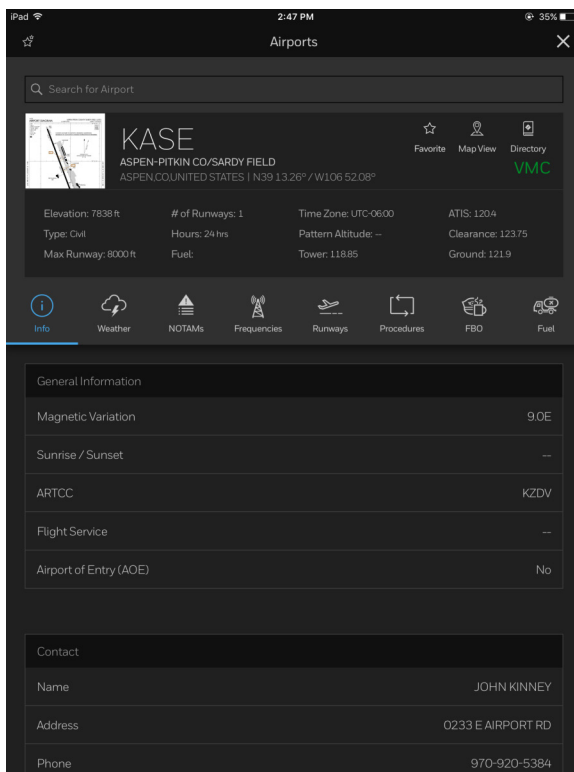 iPad 2:47 PM 35%
Airports
Search for Airport
KASE
ASPEN-PITKIN CO/SARDY FIELD
ASPEN,CO,UNITED STATES | N39 13.26° / W106 52.08°
Favorite Map View Directory
VMC
Elevation: 7838 ft # of Runways: 1 Time Zone: UTC-06:00 ATIS: 120.4
Type: Civil Hours: 24 hrs Pattern Altitude: -- Clearance: 123.75
Max Runway: 8000 ft Fuel: Tower: 118.85 Ground: 121.9
Info Weather NOTAMs Frequencies Runways Procedures FBO Fuel
General Information
Magnetic Variation 9.0E
Sunrise / Sunset --
ARTCC KZDV
Flight Service --
Airport of Entry (AOE) No
Contact
Name JOHN KINNEY
Address 0233 E AIRPORT RD
Phone 970-920-5384